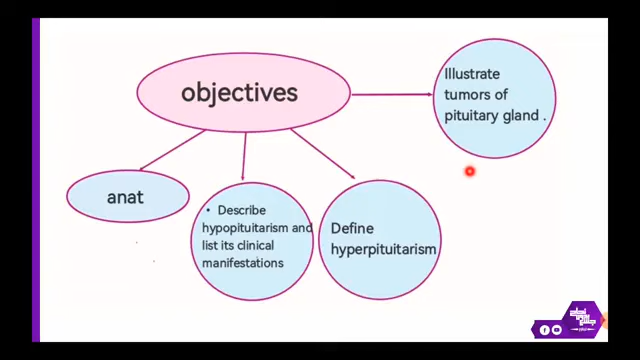 objectives
Illustrate
tumors of
pituitary gland .
anat
• Describe
hypopituitarism and
list its clinical
manifestations
Define
hyperpituitarism